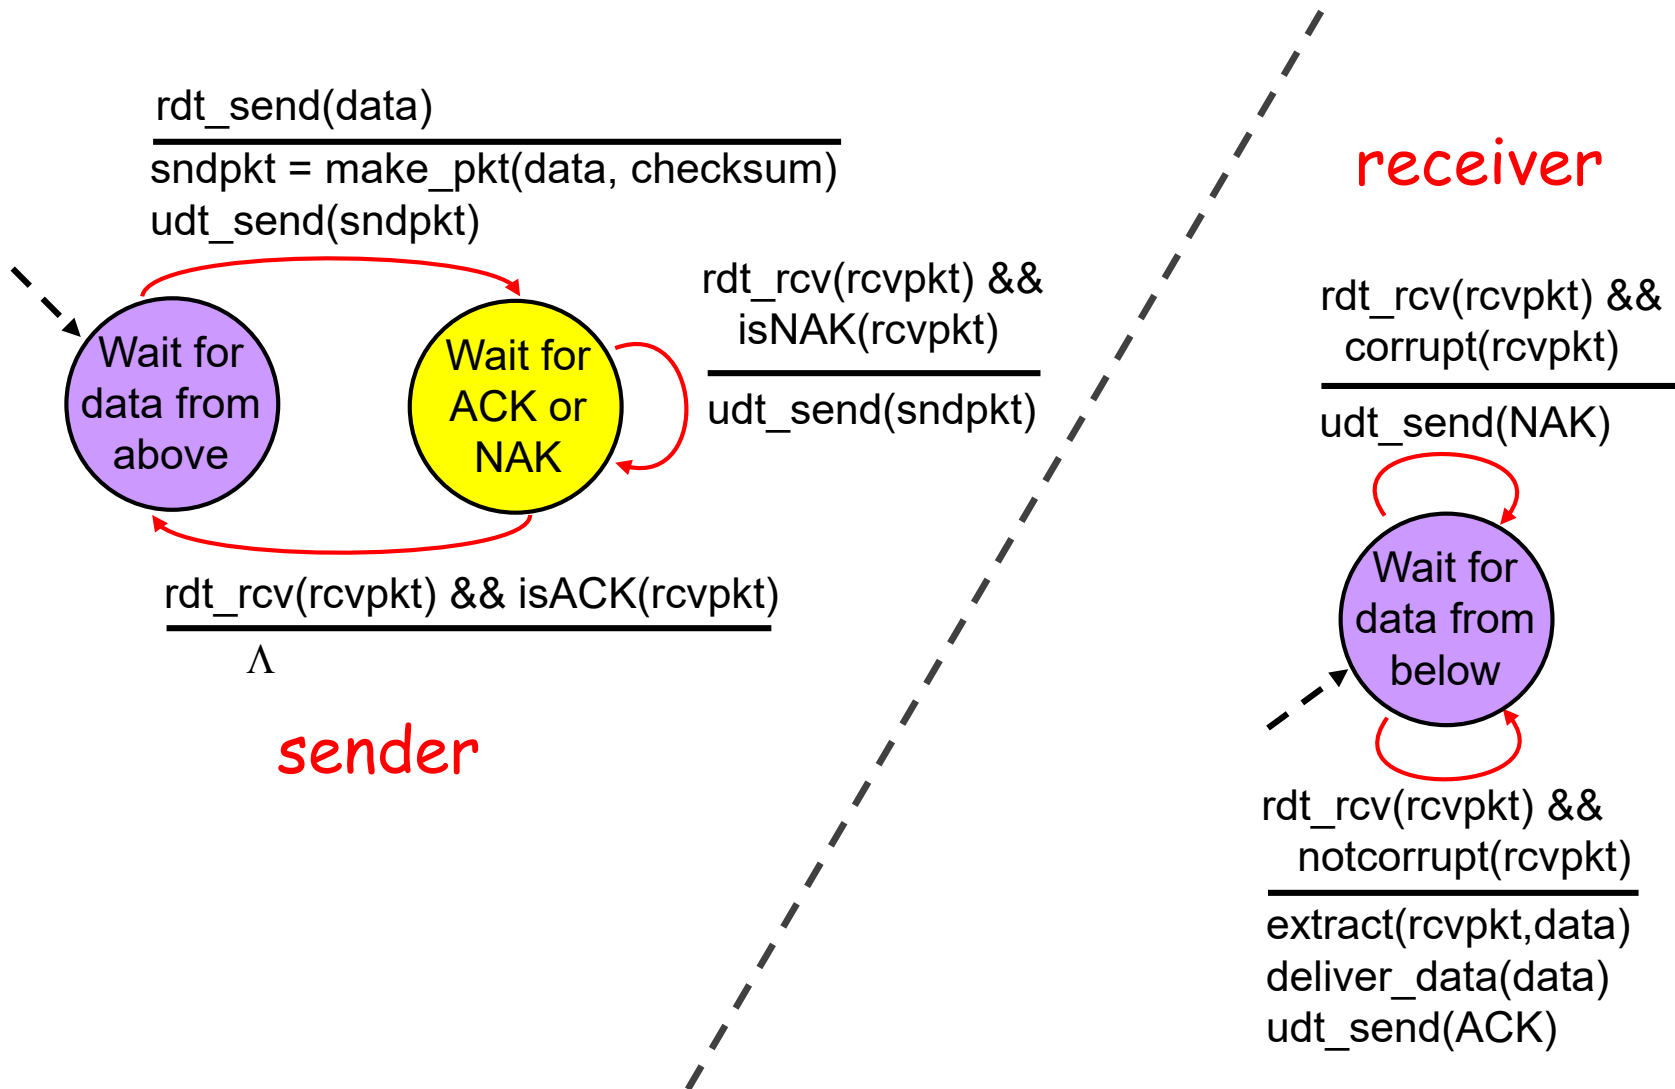 rdt_send(data)
sndpkt = make_pkt(data, checksum)
udt_send(sndpkt)
Wait for
data from
above
Wait for
ACK or
NAK
rdt_rcv(rcvpkt) &&
isNAK(rcvpkt)
udt_send(sndpkt)
rdt_rcv(rcvpkt) && isACK(rcvpkt)
Λ
sender
receiver
rdt_rcv(rcvpkt) &&
corrupt(rcvpkt)
udt_send(NAK)
Wait for
data from
below
rdt_rcv(rcvpkt) &&
notcorrupt(rcvpkt)
extract(rcvpkt,data)
deliver_data(data)
udt_send(ACK)